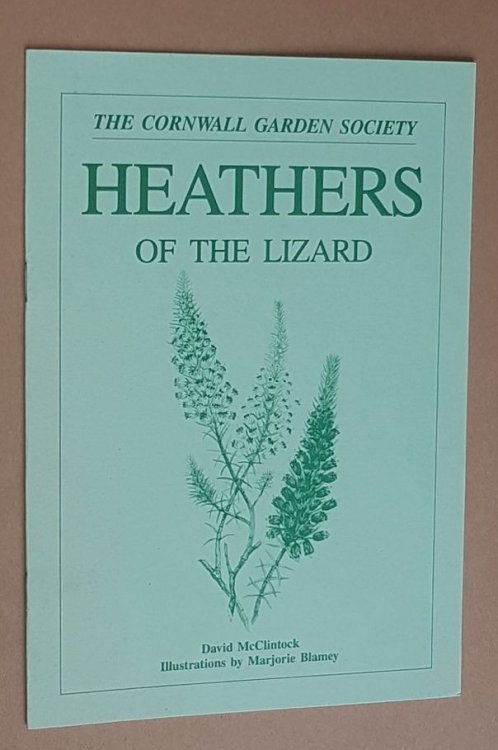 THE CORNWALL GARDEN SOCIETY
HEATHERS
OF THE LIZARD
David McClintock
Illustrations by Marjorie Blamey